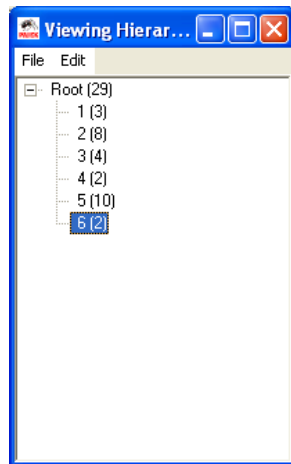 Viewing Hierar...
File Edit
Root (29)
1 (3)
2 (8)
3 (4)
4 (2)
5 (10)
6 (2)